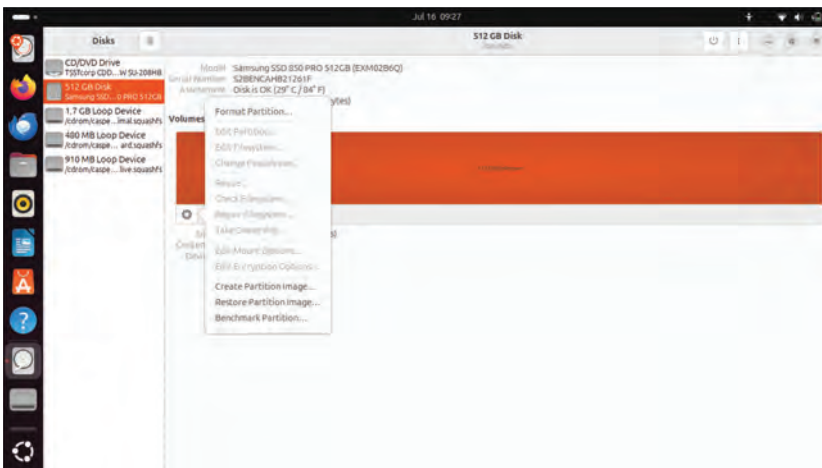 Jul 16 09:27
Disks
512 GB Disk
CD/DVD Drive
TSSTcorp CDD... W SU-208HB
512 GB Disk
Samsung SSD ...0 PRO 512GB
1,7 GB Loop Device
/cdrom/caspe... imal.squashfs
480 MB Loop Device
/cdrom/caspe... ard.squashfs
910 MB Loop Device
/cdrom/caspe... live.squashfs
Model Samsung SSD 850 PRO 512GB (EXM02B6Q)
Serial Number S2BENCAHB21261F
Assessment Disk is OK (29° C / 84° F)
ytes)
Volumes
Format Partition...
Edit Partition...
Edit Filesystem...
Change Passphrase...
Resize...
Check Filesystem...
Repair Filesystem...
Take Ownership...
Edit Mount Options...
Edit Encryption Options...
Create Partition Image...
Restore Partition Image...
Benchmark Partition...